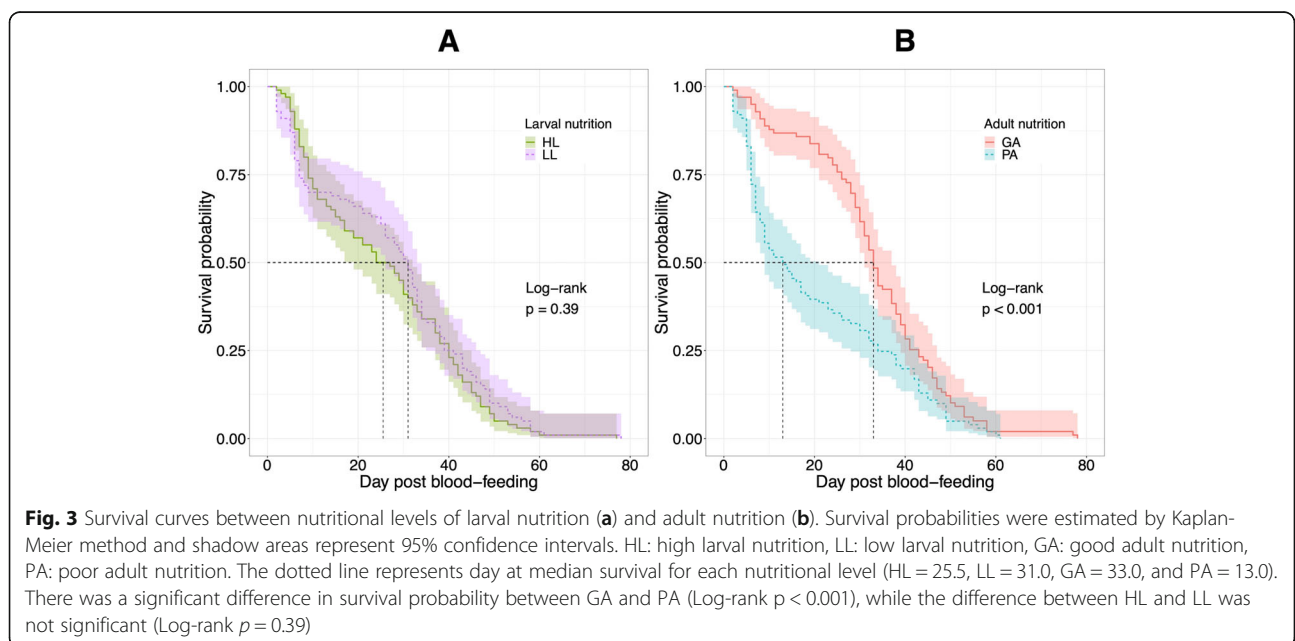 A
1.00
0.75
0.50
0.25
0.00
Survival probability
Larval nutrition
HL
LL
Log-rank
p = 0.39
0
20
40
60
80
Day post blood-feeding
B
1.00
0.75
0.50
0.25
0.00
Survival probability
Adult nutrition
GA
PA
Log-rank
p < 0.001
0
20
40
60
80
Day post blood-feeding
Fig. 3 Survival curves between nutritional levels of larval nutrition (a) and adult nutrition (b). Survival probabilities were estimated by Kaplan-
Meier method and shadow areas represent 95% confidence intervals. HL: high larval nutrition, LL: low larval nutrition, GA: good adult nutrition,
PA: poor adult nutrition. The dotted line represents day at median survival for each nutritional level (HL = 25.5, LL = 31.0, GA = 33.0, and PA = 13.0).
There was a significant difference in survival probability between GA and PA (Log-rank p < 0.001), while the difference between HL and LL was
not significant (Log-rank p = 0.39)